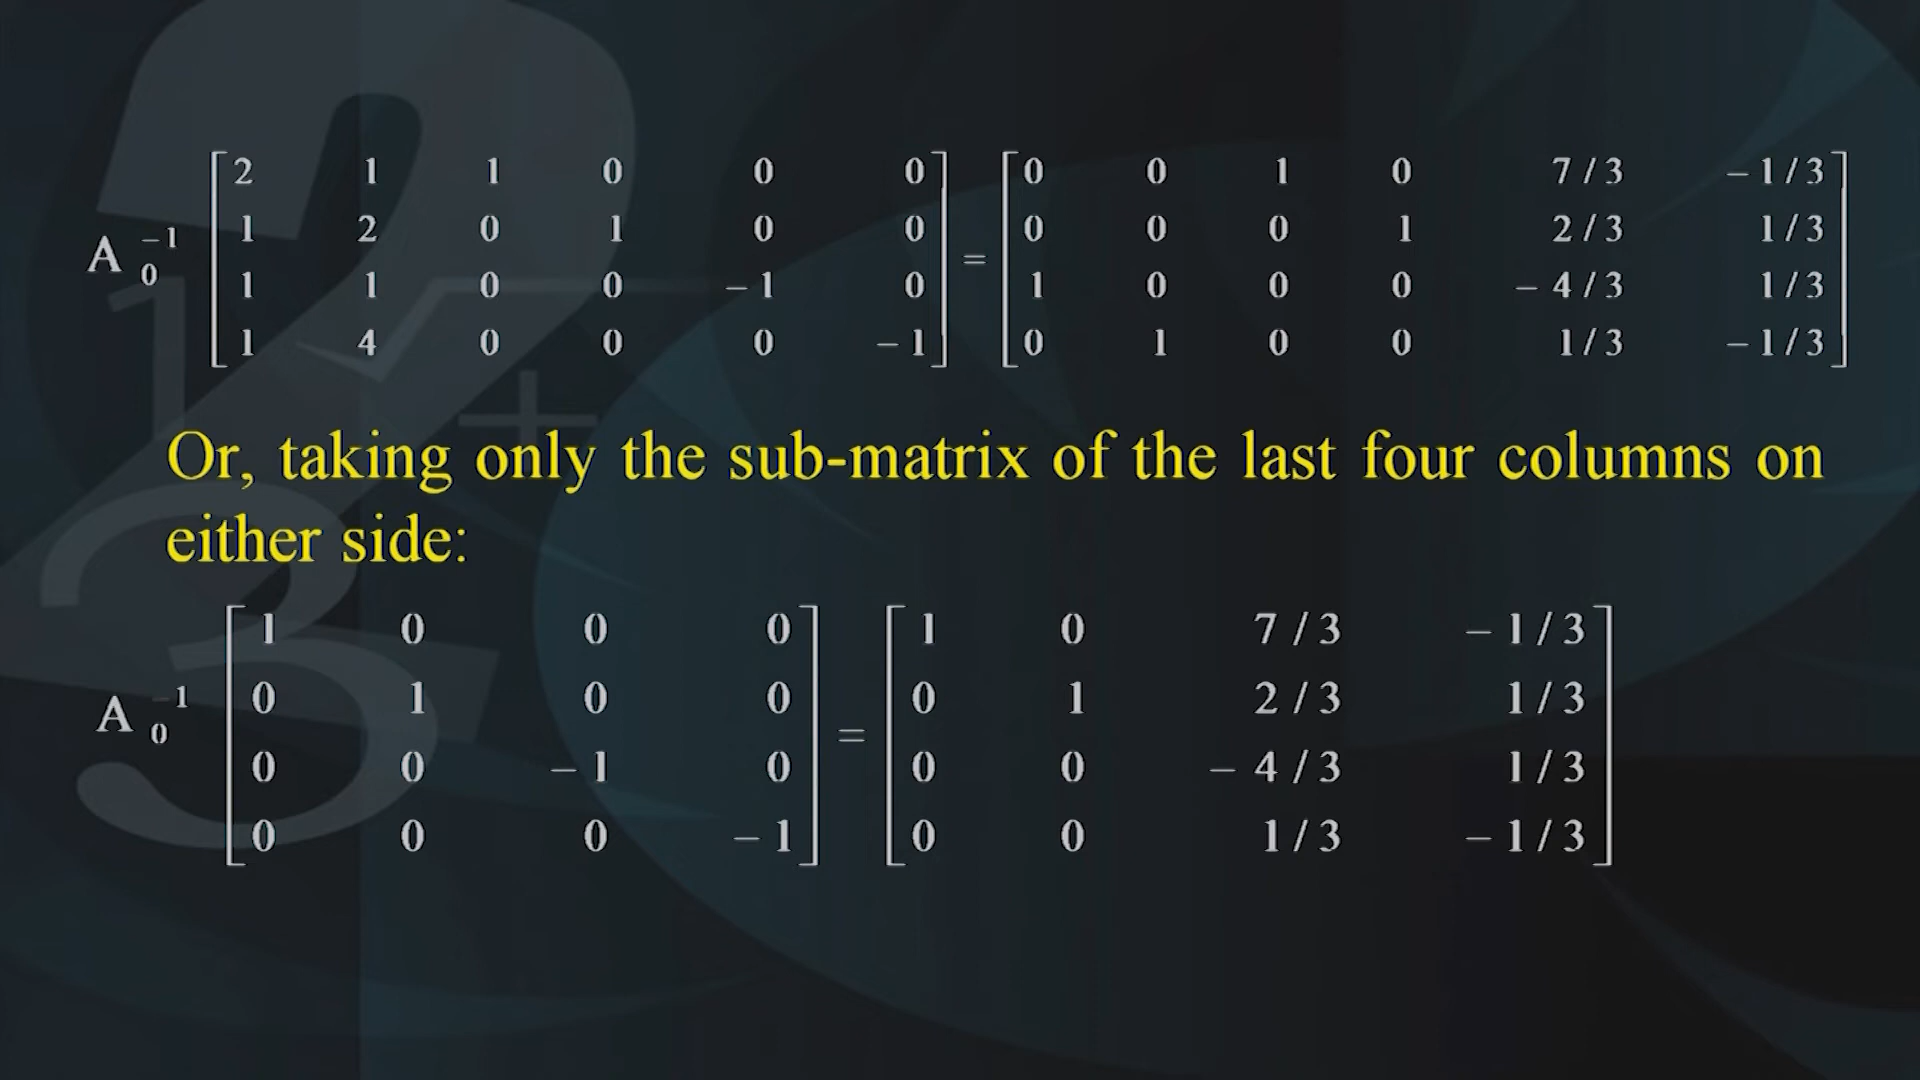 A₀⁻¹ [2 1 1 0 0 0] = [0 0 1 0 7/3 −1/3]
[1 2 0 1 0 0] [0 0 0 1 2/3 1/3]
[1 1 0 0 −1 0] [1 0 0 0 −4/3 1/3]
[1 4 0 0 0 −1] [0 1 0 0 1/3 −1/3]
Or, taking only the sub-matrix of the last four columns on
either side:
A₀⁻¹ [1 0 0 0] = [1 0 7/3 −1/3]
[0 1 0 0] [0 1 2/3 1/3]
[0 0 −1 0] [0 0 −4/3 1/3]
[0 0 0 −1] [0 0 1/3 −1/3]